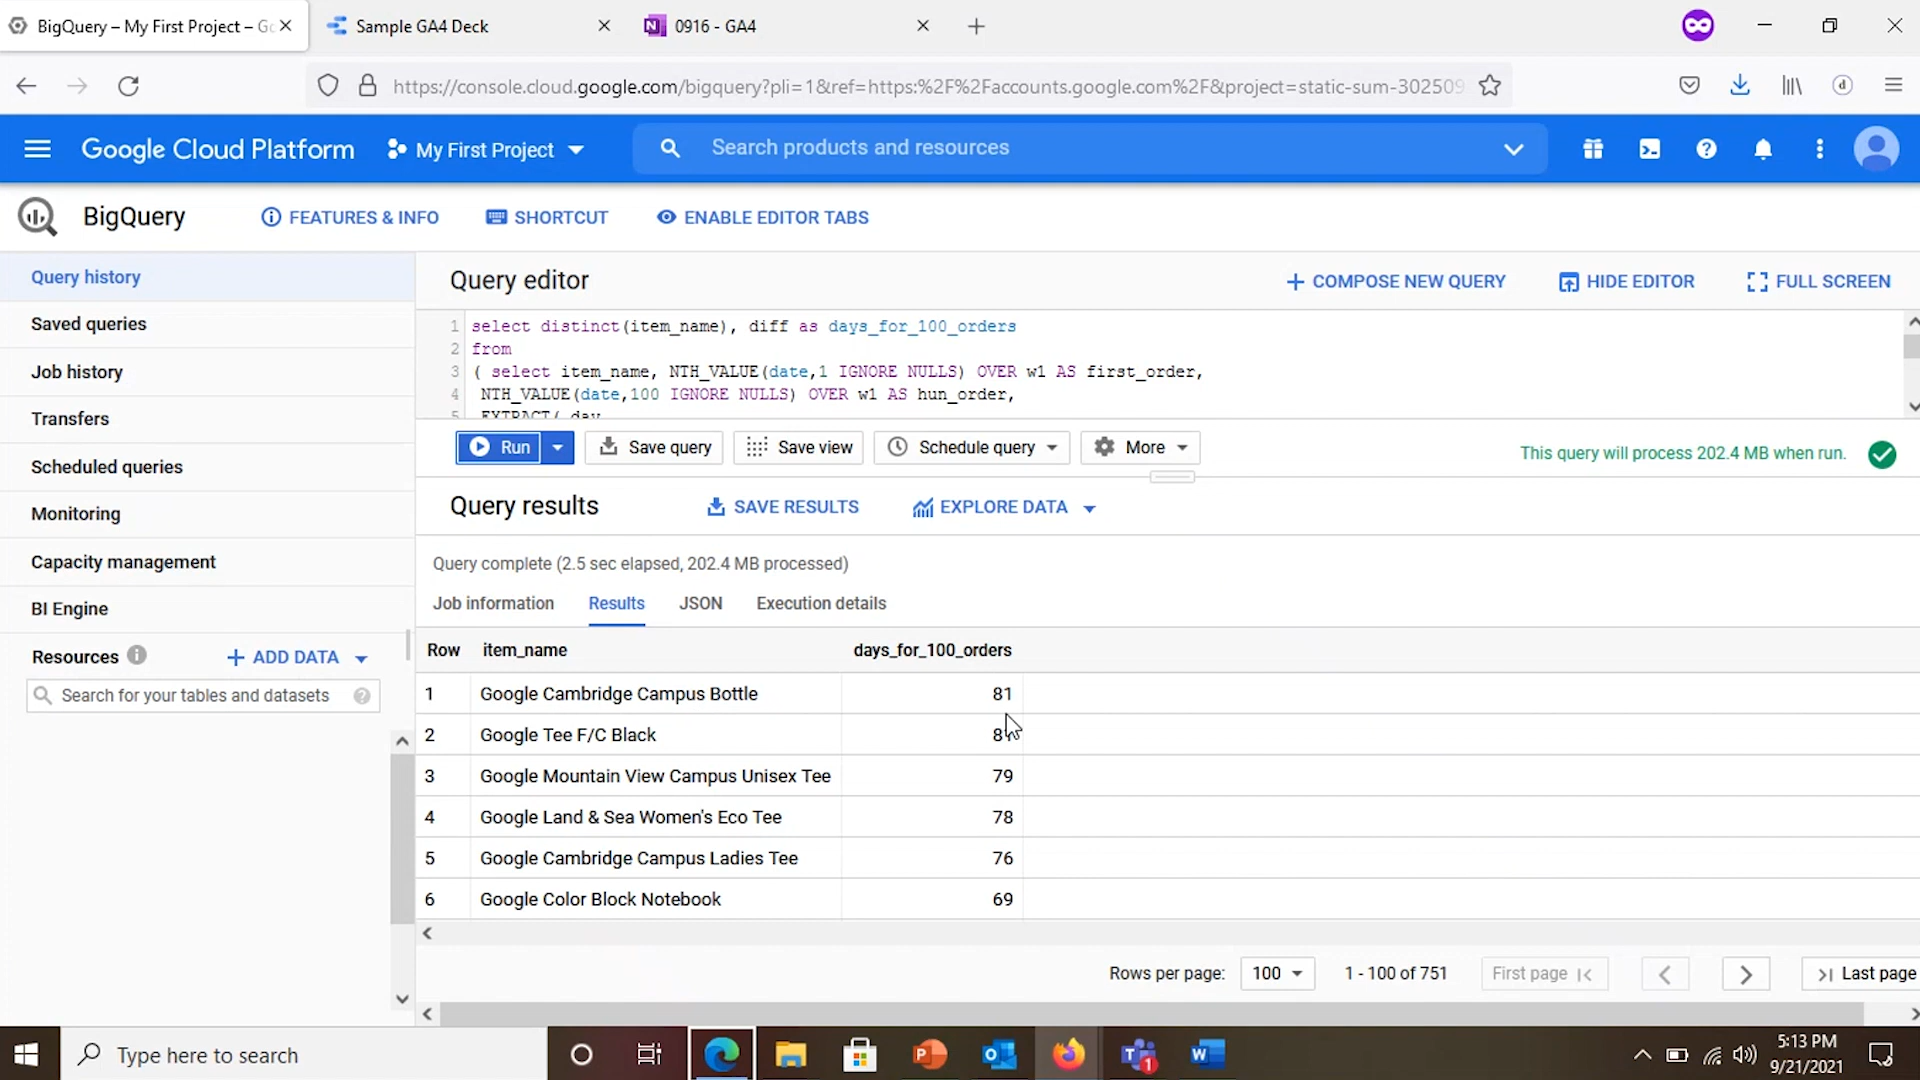 BigQuery – My First Project – Go
Sample GA4 Deck
0916 - GA4
https://console.cloud.google.com/bigquery?pli=1&ref=https:%2F%2Faccounts.google.com%2F&project=static-sum-302509
Google Cloud Platform
My First Project
Search products and resources
BigQuery
FEATURES & INFO
SHORTCUT
ENABLE EDITOR TABS
Query history
Saved queries
Job history
Transfers
Scheduled queries
Monitoring
Capacity management
BI Engine
Resources
+ ADD DATA
Search for your tables and datasets
Query editor
+ COMPOSE NEW QUERY
HIDE EDITOR
FULL SCREEN
1 select distinct(item_name), diff as days_for_100_orders
2 from
3 ( select item_name, NTH_VALUE(date,1 IGNORE NULLS) OVER w1 AS first_order,
4 NTH_VALUE(date,100 IGNORE NULLS) OVER w1 AS hun_order,
5 EXTRACT( day
Run
Save query
Save view
Schedule query
More
This query will process 202.4 MB when run.
Query results
SAVE RESULTS
EXPLORE DATA
Query complete (2.5 sec elapsed, 202.4 MB processed)
Job information Results JSON Execution details
Row item_name days_for_100_orders
1 Google Cambridge Campus Bottle 81
2 Google Tee F/C Black
3 Google Mountain View Campus Unisex Tee 79
4 Google Land & Sea Women's Eco Tee 78
5 Google Cambridge Campus Ladies Tee 76
6 Google Color Block Notebook 69
Rows per page: 100 1 - 100 of 751 First page Last page
Type here to search
1
5:13 PM
9/21/2021